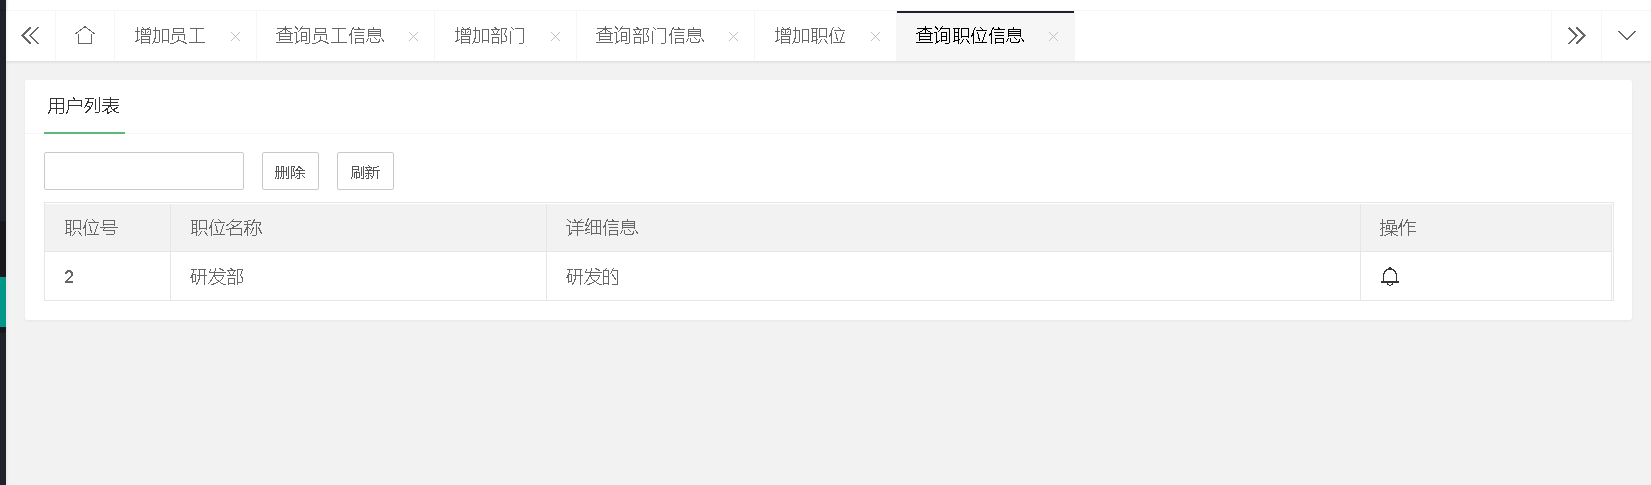 增加员工 查询员工信息 增加部门 查询部门信息 增加职位 查询职位信息
用户列表
删除 刷新
职位号 职位名称 详细信息 操作
2 研发部 研发的